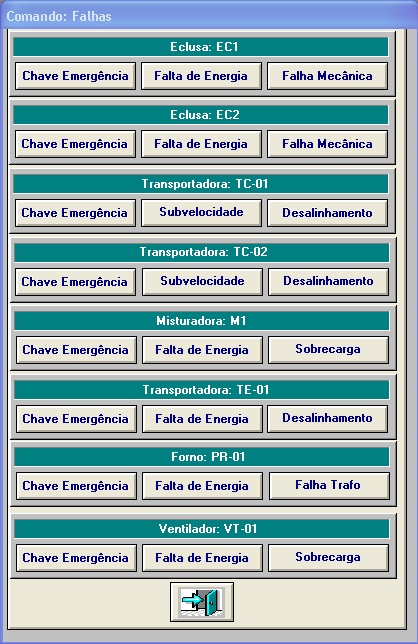 Comando: Falhas
Eclusa: EC1
Chave Emergência Falta de Energia Falha Mecânica
Eclusa: EC2
Chave Emergência Falta de Energia Falha Mecânica
Transportadora: TC-01
Chave Emergência Subvelocidade Desalinhamento
Transportadora: TC-02
Chave Emergência Subvelocidade Desalinhamento
Misturadora: M1
Chave Emergência Falta de Energia Sobrecarga
Transportadora: TE-01
Chave Emergência Falta de Energia Desalinhamento
Forno: PR-01
Chave Emergência Falta de Energia Falha Trafo
Ventilador: VT-01
Chave Emergência Falta de Energia Sobrecarga